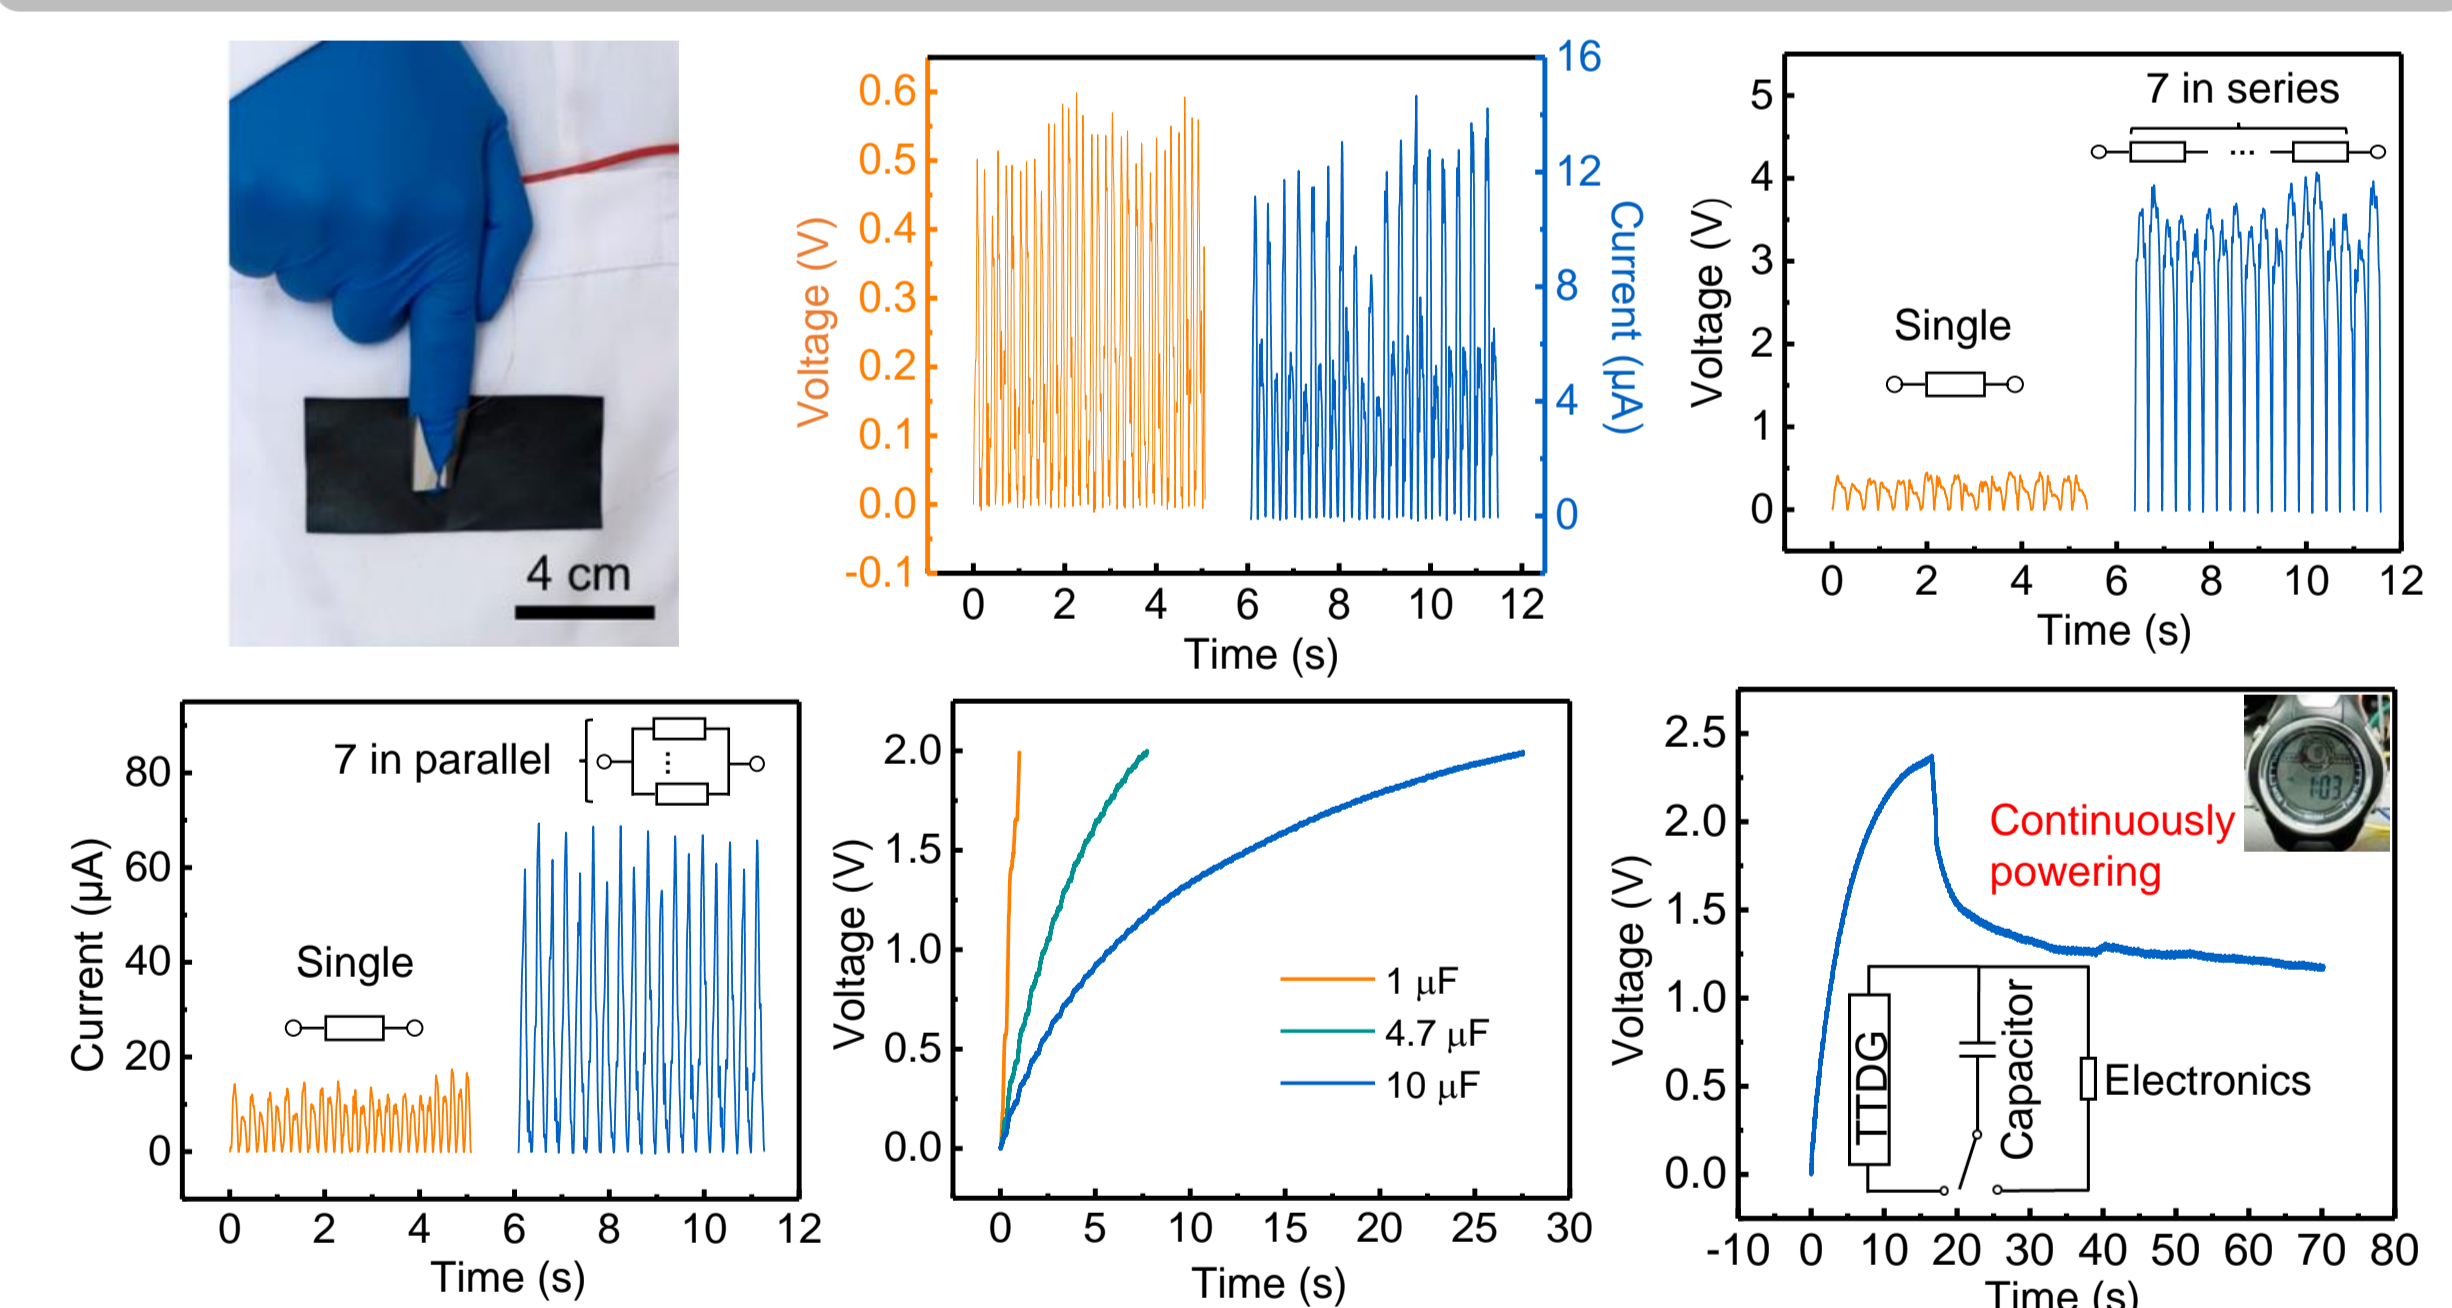 4 cm
0.6
0.5
0.4
0.3
0.2
0.1
0.0
-0.1
Voltage (V)
16
12
8
4
0
Current (μA)
0 2 4 6 8 10 12
Time (s)
5
4
3
2
1
0
Voltage (V)
7 in series
...
Single
0 2 4 6 8 10 12
Time (s)
80
60
40
20
0
Current (μA)
7 in parallel
Single
0 2 4 6 8 10 12
Time (s)
2.0
1.5
1.0
0.5
0.0
Voltage (V)
1 μF
4.7 μF
10 μF
0 5 10 15 20 25 30
Time (s)
2.5
2.0
1.5
1.0
0.5
0.0
Voltage (V)
1:03
Continuously
powering
TTDG
Capacitor
Electronics
-10 0 10 20 30 40 50 60 70 80
Time (s)